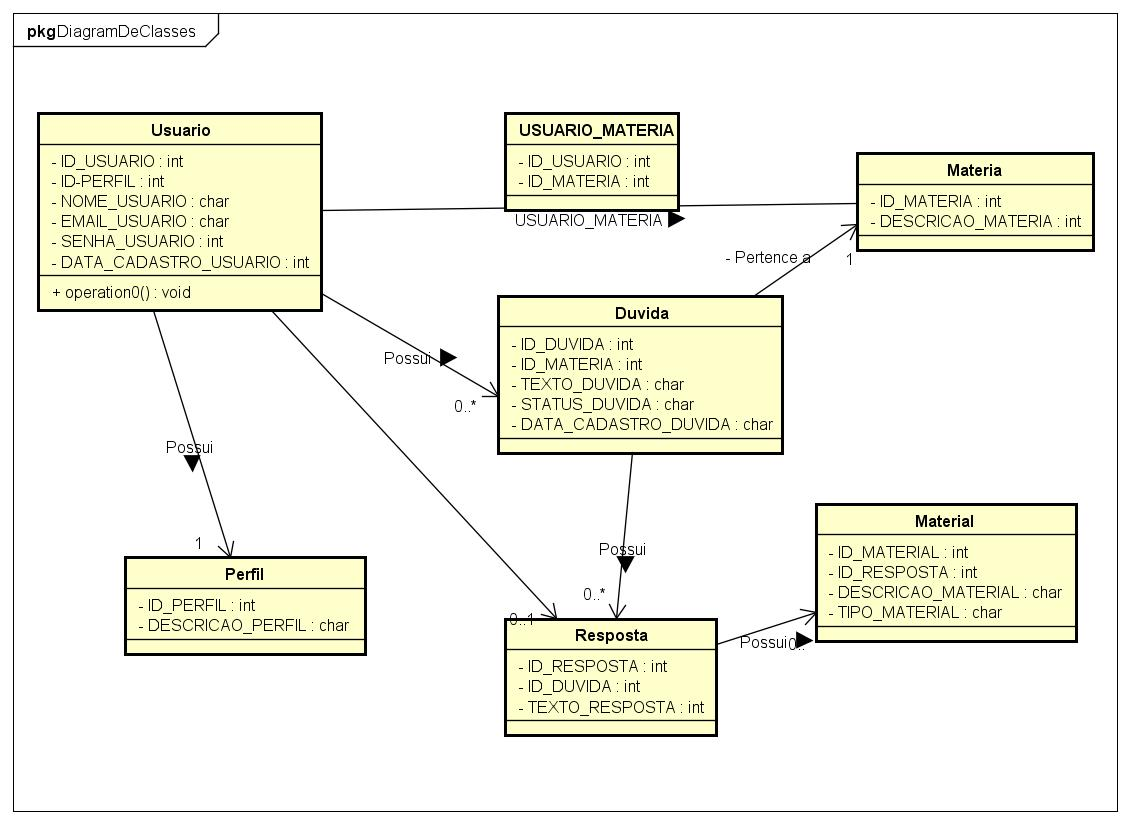 pkg DiagramDeClasses
Usuario
- ID_USUARIO : int
- ID-PERFIL : int
- NOME_USUARIO : char
- EMAIL_USUARIO : char
- SENHA_USUARIO : int
- DATA_CADASTRO_USUARIO : int
+ operation0() : void
USUARIO_MATERIA
- ID_USUARIO : int
- ID_MATERIA : int
USUARIO_MATERIA
Materia
- ID_MATERIA : int
- DESCRICAO_MATERIA : int
- Pertence a
1
Duvida
- ID_DUVIDA : int
- ID_MATERIA : int
- TEXTO_DUVIDA : char
- STATUS_DUVIDA : char
- DATA_CADASTRO_DUVIDA : char
Possui
0..*
Possui
1
Perfil
- ID_PERFIL : int
- DESCRICAO_PERFIL : char
Possui
0..*
0..1
Resposta
- ID_RESPOSTA : int
- ID_DUVIDA : int
- TEXTO_RESPOSTA : int
Possui
0..
Material
- ID_MATERIAL : int
- ID_RESPOSTA : int
- DESCRICAO_MATERIAL : char
- TIPO_MATERIAL : char